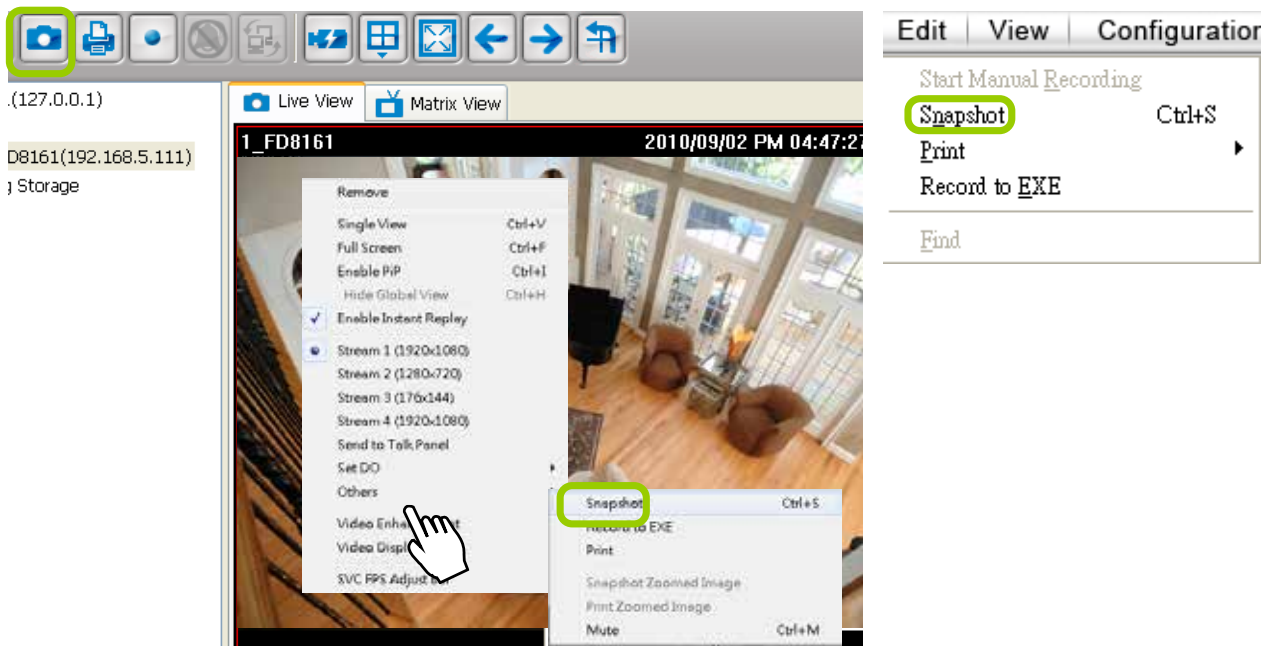 .(127.0.0.1)
D8161(192.168.5.111)
g Storage
Live View
Matrix View
1_FD8161
2010/09/02 PM 04:47:27
Remove
Single View Ctrl+V
Full Screen Ctrl+F
Enable PiP Ctrl+I
Hide Global View Ctrl+H
Enable Instant Replay
Stream 1 (1920x1080)
Stream 2 (1280x720)
Stream 3 (176x144)
Stream 4 (1920x1080)
Send to Talk Panel
Set DO
Others
Video Enh
Video Displ
SVC FPS Adjust
Snapshot Ctrl+S
Record to EXE
Print
Snapshot Zoomed Image
Print Zoomed Image
Mute Ctrl+M
Edit View Configuration
Start Manual Recording
Snapshot Ctrl+S
Print
Record to EXE
Find